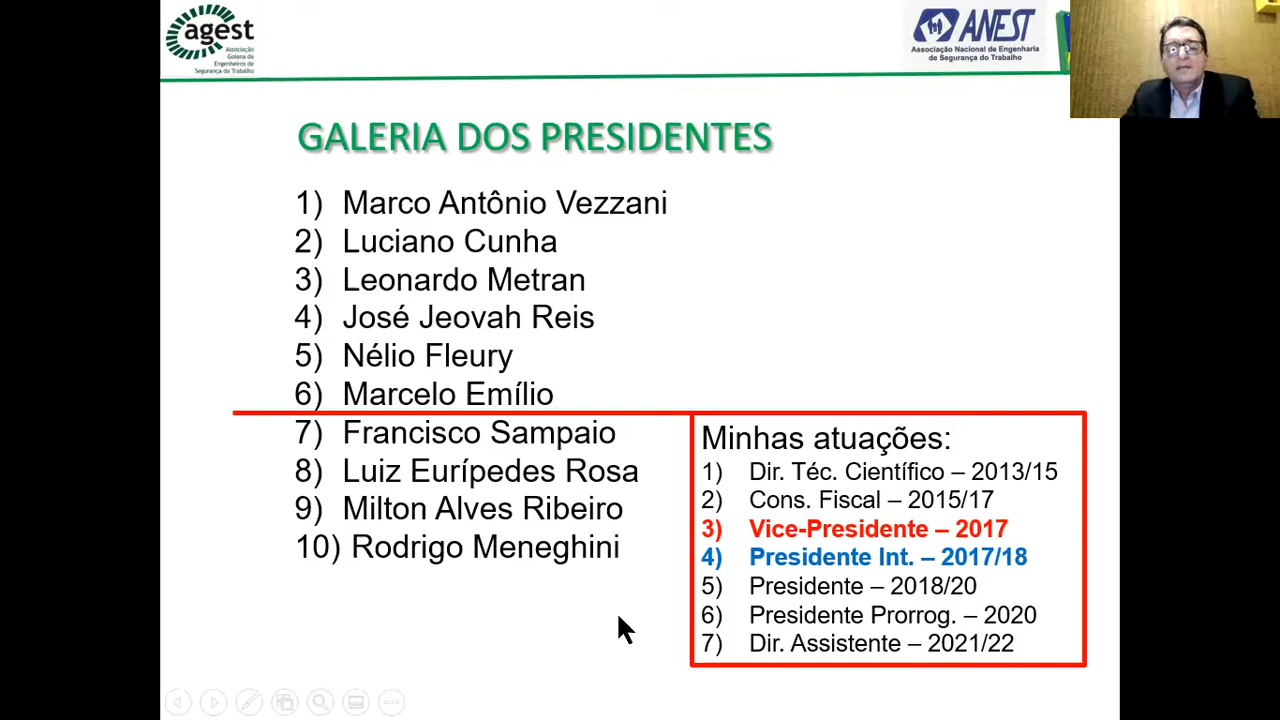 agest
Associação
Goiana de
Engenheiros de
Segurança do Trabalho
ANEST
Associação Nacional de Engenharia
de Segurança do Trabalho
GALERIA DOS PRESIDENTES
1) Marco Antônio Vezzani
2) Luciano Cunha
3) Leonardo Metran
4) José Jeovah Reis
5) Nélio Fleury
6) Marcelo Emílio
7) Francisco Sampaio
8) Luiz Eurípedes Rosa
9) Milton Alves Ribeiro
10) Rodrigo Meneghini
Minhas atuações:
1) Dir. Téc. Científico – 2013/15
2) Cons. Fiscal – 2015/17
3) Vice-Presidente – 2017
4) Presidente Int. – 2017/18
5) Presidente – 2018/20
6) Presidente Prorrog. – 2020
7) Dir. Assistente – 2021/22